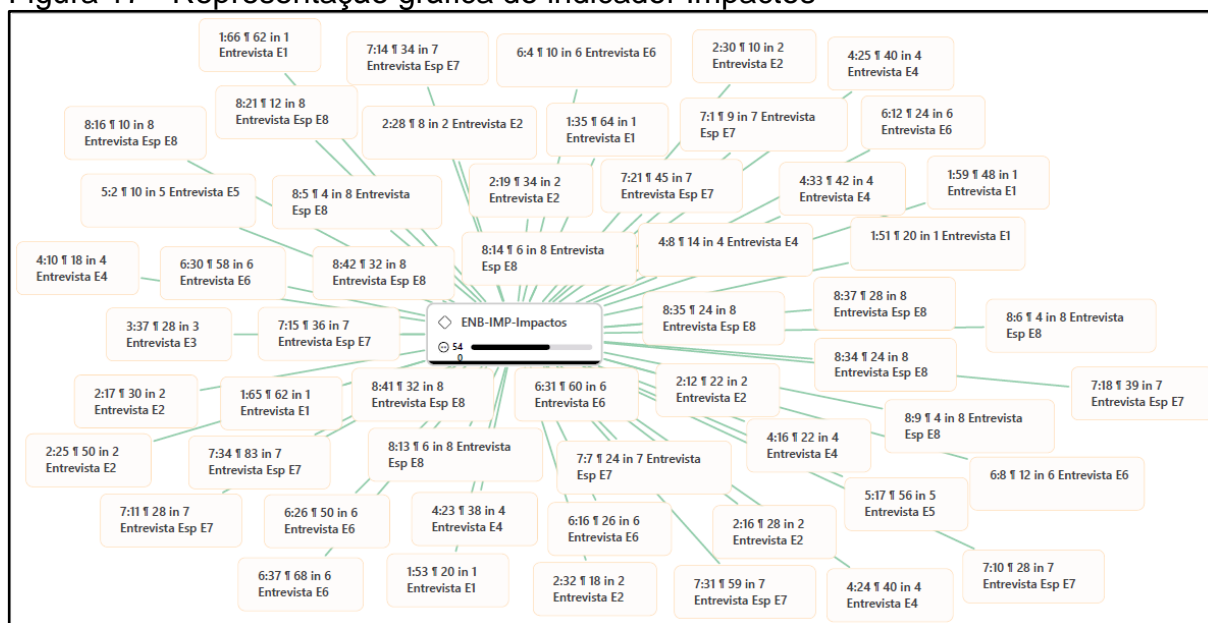 Figura 17 – Representação gráfica do indicador Impactos
1:66 ¶ 62 in 1
Entrevista E1
7:14 ¶ 34 in 7
Entrevista Esp E7
6:4 ¶ 10 in 6 Entrevista E6
2:30 ¶ 10 in 2
Entrevista E2
4:25 ¶ 40 in 4
Entrevista E4
8:21 ¶ 12 in 8
Entrevista Esp E8
8:16 ¶ 10 in 8
Entrevista Esp E8
2:28 ¶ 8 in 2 Entrevista E2
1:35 ¶ 64 in 1
Entrevista E1
7:1 ¶ 9 in 7 Entrevista
Esp E7
6:12 ¶ 24 in 6
Entrevista E6
5:2 ¶ 10 in 5 Entrevista E5
8:5 ¶ 4 in 8 Entrevista
Esp E8
2:19 ¶ 34 in 2
Entrevista E2
7:21 ¶ 45 in 7
Entrevista Esp E7
4:33 ¶ 42 in 4
Entrevista E4
1:59 ¶ 48 in 1
Entrevista E1
4:10 ¶ 18 in 4
Entrevista E4
6:30 ¶ 58 in 6
Entrevista E6
8:42 ¶ 32 in 8
Entrevista Esp E8
8:14 ¶ 6 in 8 Entrevista
Esp E8
4:8 ¶ 14 in 4 Entrevista E4
1:51 ¶ 20 in 1 Entrevista E1
3:37 ¶ 28 in 3
Entrevista E3
7:15 ¶ 36 in 7
Entrevista Esp E7
ENB-IMP-Impactos
54
0
8:35 ¶ 24 in 8
Entrevista Esp E8
8:37 ¶ 28 in 8
Entrevista Esp E8
8:6 ¶ 4 in 8 Entrevista
Esp E8
8:34 ¶ 24 in 8
Entrevista Esp E8
7:18 ¶ 39 in 7
Entrevista Esp E7
2:17 ¶ 30 in 2
Entrevista E2
1:65 ¶ 62 in 1
Entrevista E1
8:41 ¶ 32 in 8
Entrevista Esp E8
6:31 ¶ 60 in 6
Entrevista E6
2:12 ¶ 22 in 2
Entrevista E2
8:9 ¶ 4 in 8 Entrevista
Esp E8
2:25 ¶ 50 in 2
Entrevista E2
7:34 ¶ 83 in 7
Entrevista Esp E7
8:13 ¶ 6 in 8 Entrevista
Esp E8
7:7 ¶ 24 in 7 Entrevista
Esp E7
4:16 ¶ 22 in 4
Entrevista E4
6:8 ¶ 12 in 6 Entrevista E6
7:11 ¶ 28 in 7
Entrevista Esp E7
6:26 ¶ 50 in 6
Entrevista E6
4:23 ¶ 38 in 4
Entrevista E4
6:16 ¶ 26 in 6
Entrevista E6
2:16 ¶ 28 in 2
Entrevista E2
5:17 ¶ 56 in 5
Entrevista E5
6:37 ¶ 68 in 6
Entrevista E6
1:53 ¶ 20 in 1
Entrevista E1
2:32 ¶ 18 in 2
Entrevista E2
7:31 ¶ 59 in 7
Entrevista Esp E7
4:24 ¶ 40 in 4
Entrevista E4
7:10 ¶ 28 in 7
Entrevista Esp E7